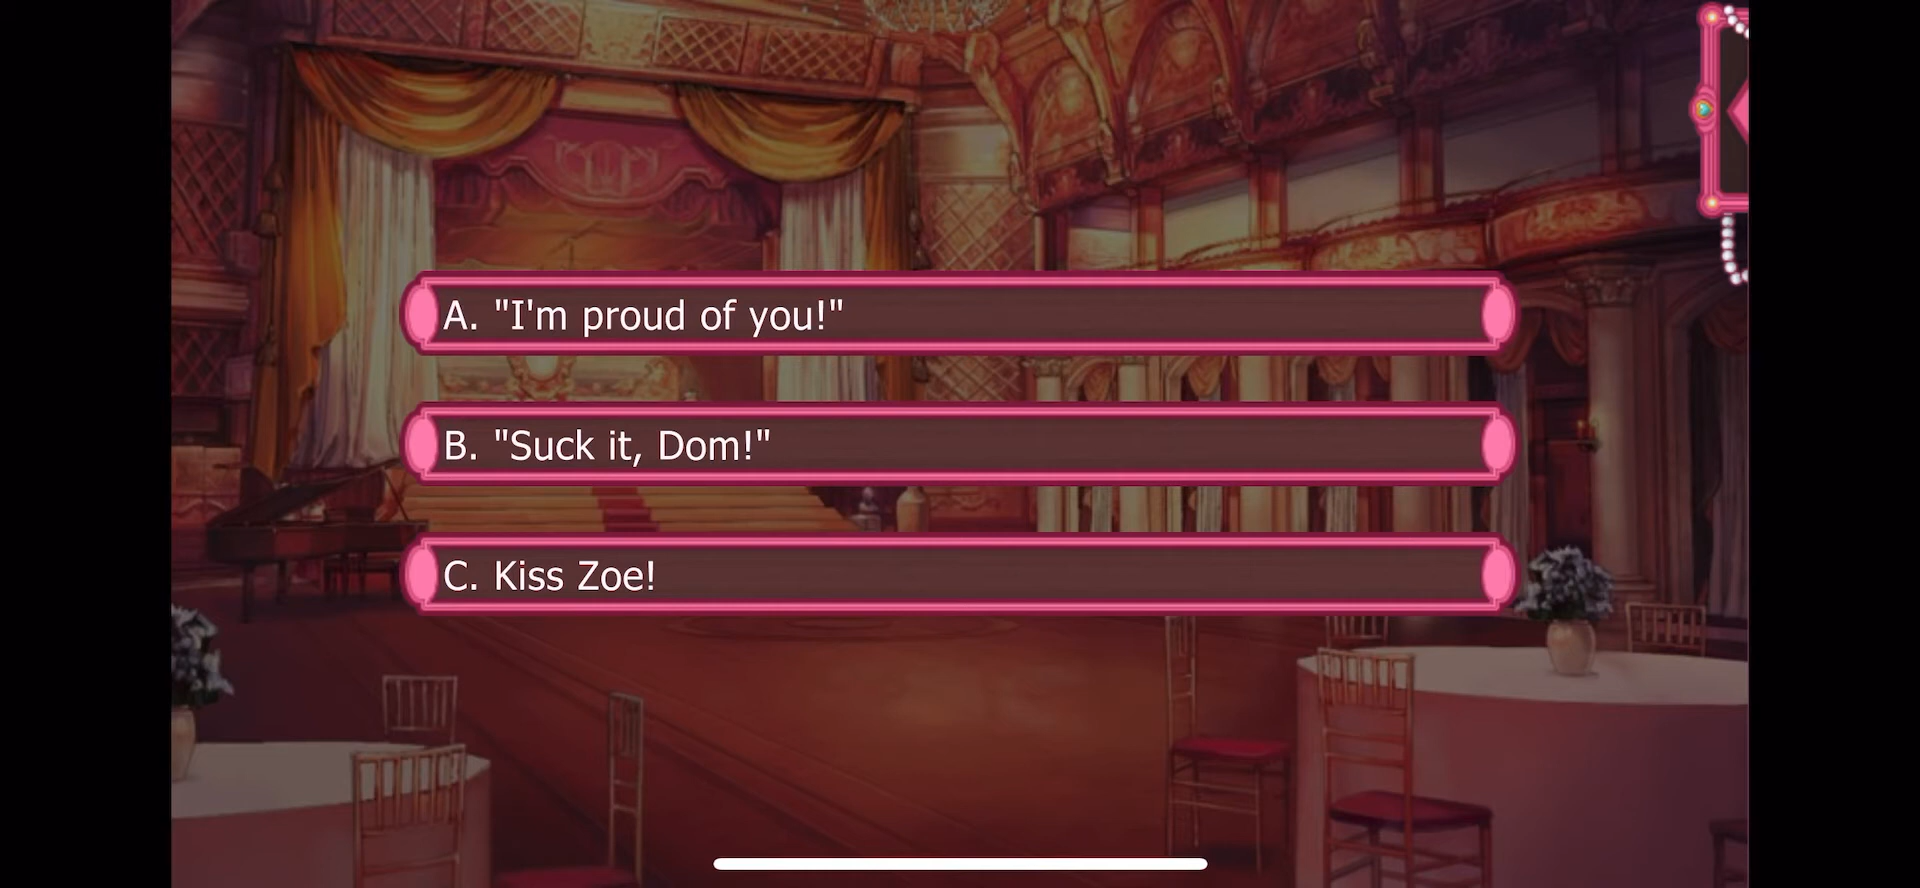 A. "I'm proud of you!"
B. "Suck it, Dom!"
C. Kiss Zoe!